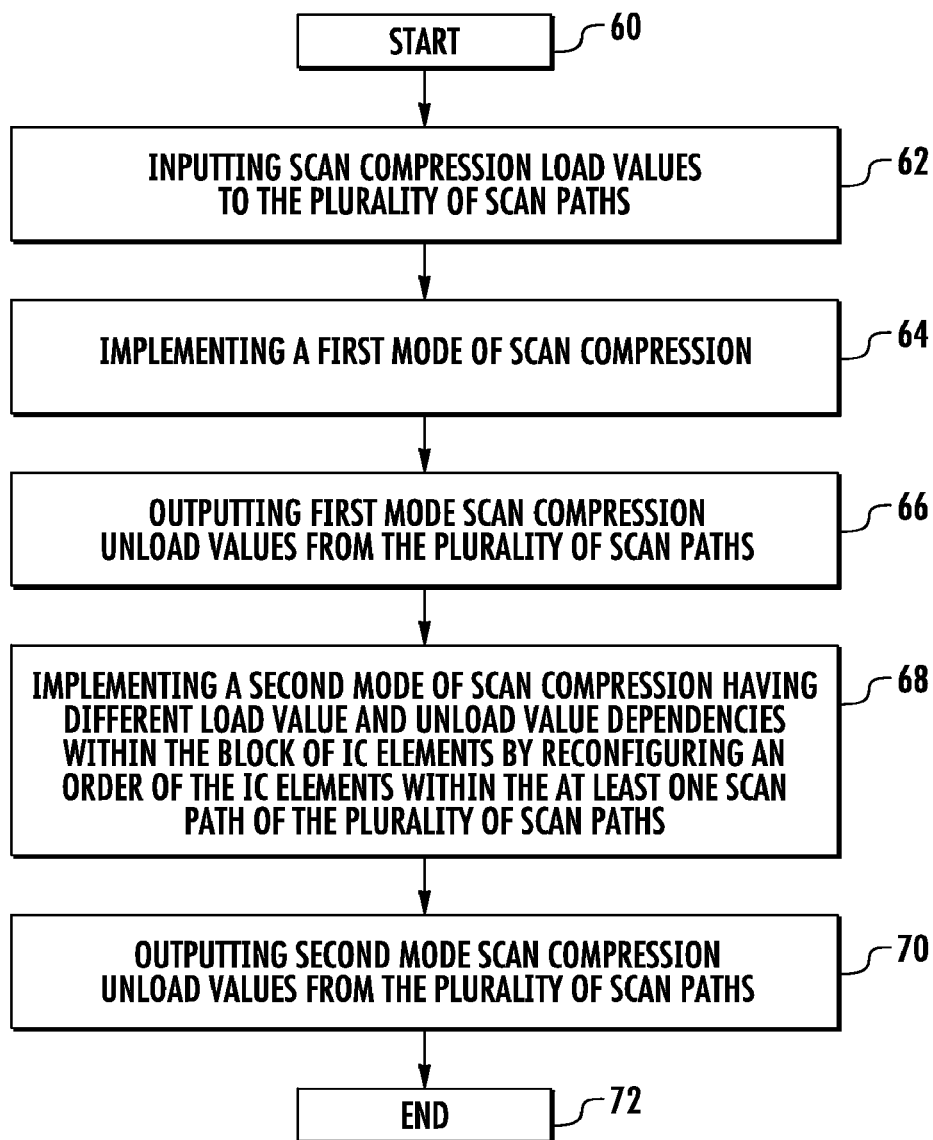 START
60
INPUTTING SCAN COMPRESSION LOAD VALUES
TO THE PLURALITY OF SCAN PATHS
62
IMPLEMENTING A FIRST MODE OF SCAN COMPRESSION
64
OUTPUTTING FIRST MODE SCAN COMPRESSION
UNLOAD VALUES FROM THE PLURALITY OF SCAN PATHS
66
IMPLEMENTING A SECOND MODE OF SCAN COMPRESSION HAVING
DIFFERENT LOAD VALUE AND UNLOAD VALUE DEPENDENCIES
WITHIN THE BLOCK OF IC ELEMENTS BY RECONFIGURING AN
ORDER OF THE IC ELEMENTS WITHIN THE AT LEAST ONE SCAN
PATH OF THE PLURALITY OF SCAN PATHS
68
OUTPUTTING SECOND MODE SCAN COMPRESSION
UNLOAD VALUES FROM THE PLURALITY OF SCAN PATHS
70
END
72